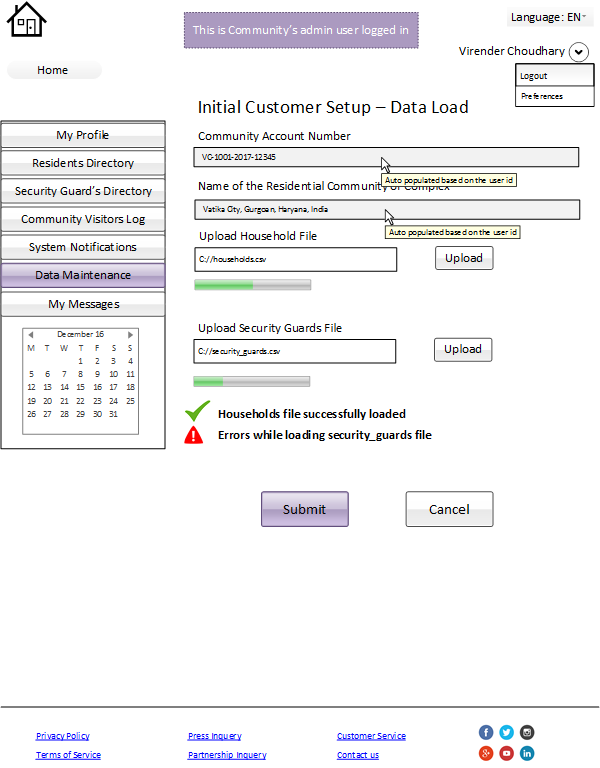 This is Community's admin user logged in
Language: EN
Virender Choudhary
Home
Logout
Preferences
Initial Customer Setup – Data Load
Community Account Number
VC-1001-2017-12345
Auto populated based on the user id
Name of the Residential Community or Complex
Vatika City, Gurgoan, Haryana, India
Auto populated based on the user id
Upload Household File
C://households.csv
Upload
Upload Security Guards File
C://security_guards.csv
Upload
Households file successfully loaded
Errors while loading security_guards file
Submit
Cancel
My Profile
Residents Directory
Security Guard's Directory
Community Visitors Log
System Notifications
Data Maintenance
My Messages
December 16
M T W T F S S
1 2 3 4
5 6 7 8 9 10 11
12 13 14 15 16 17 18
19 20 21 22 23 24 25
26 27 28 29 30 31
Privacy Policy
Press Inquery
Customer Service
Terms of Service
Partnership Inquery
Contact us